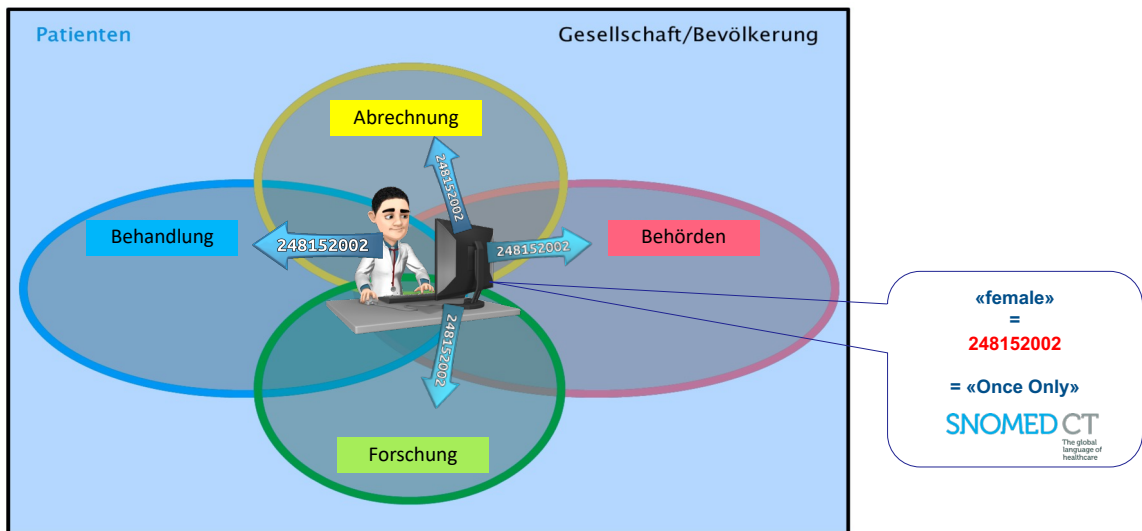 Patienten
Gesellschaft/Bevölkerung
Abrechnung
248152002
Behandlung
248152002
248152002
Behörden
248152002
Forschung
«female»
=
248152002
= «Once Only»
SNOMED CT
The global
language of
healthcare